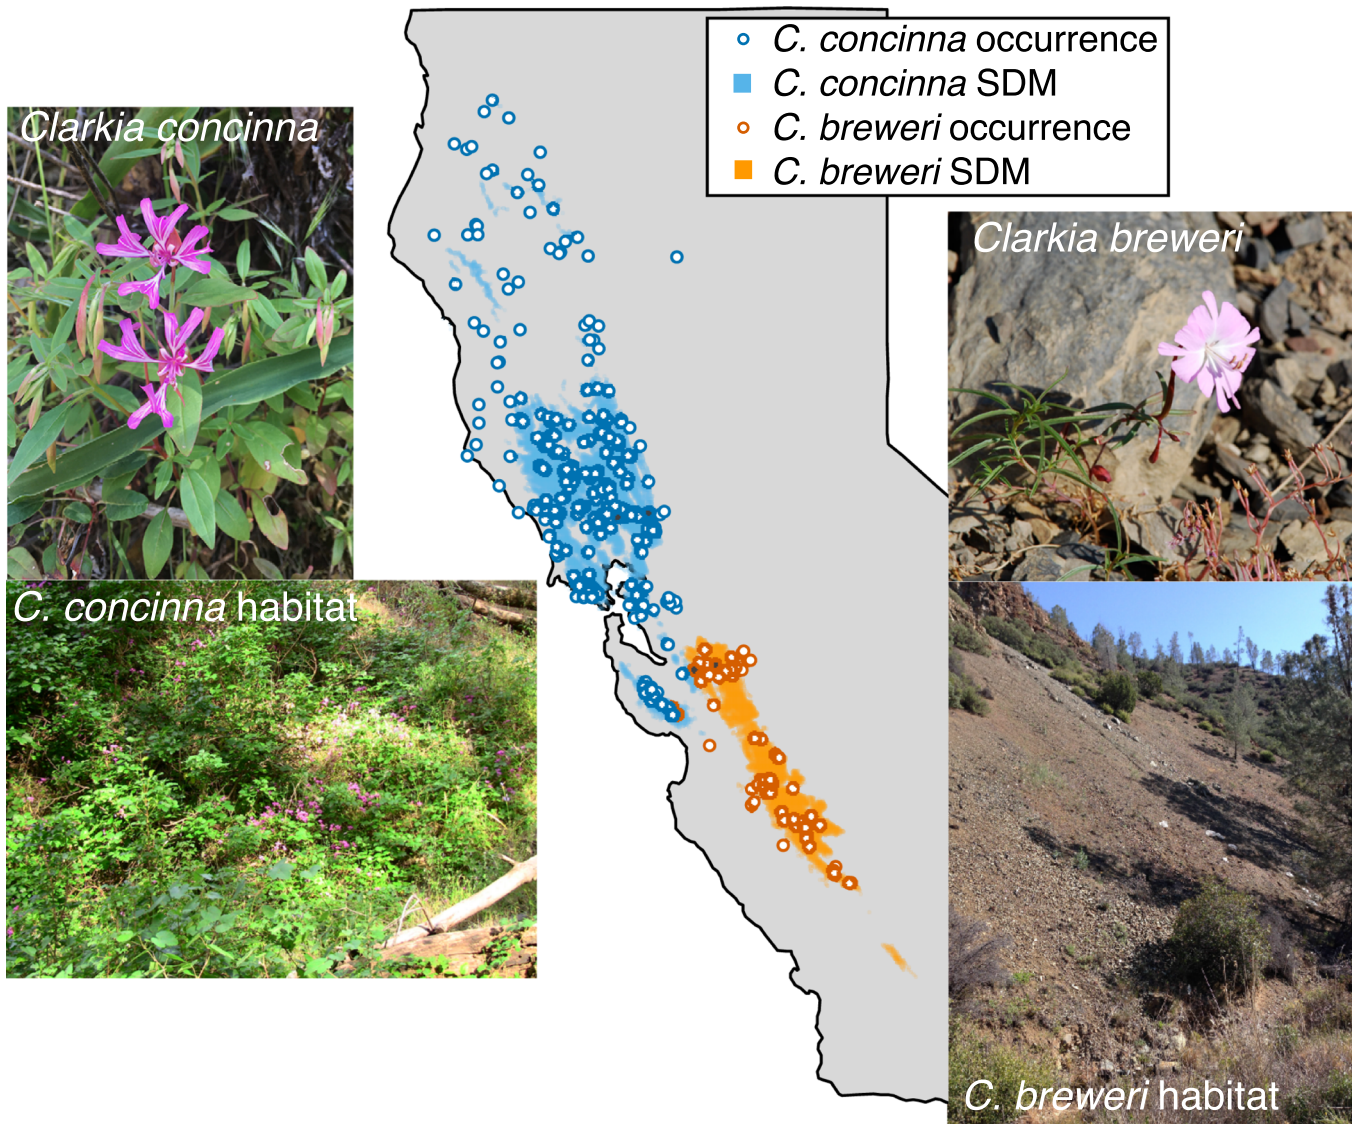 C. concinna occurrence
C. concinna SDM
C. breweri occurrence
C. breweri SDM
Clarkia concinna
Clarkia breweri
C. concinna habitat
C. breweri habitat